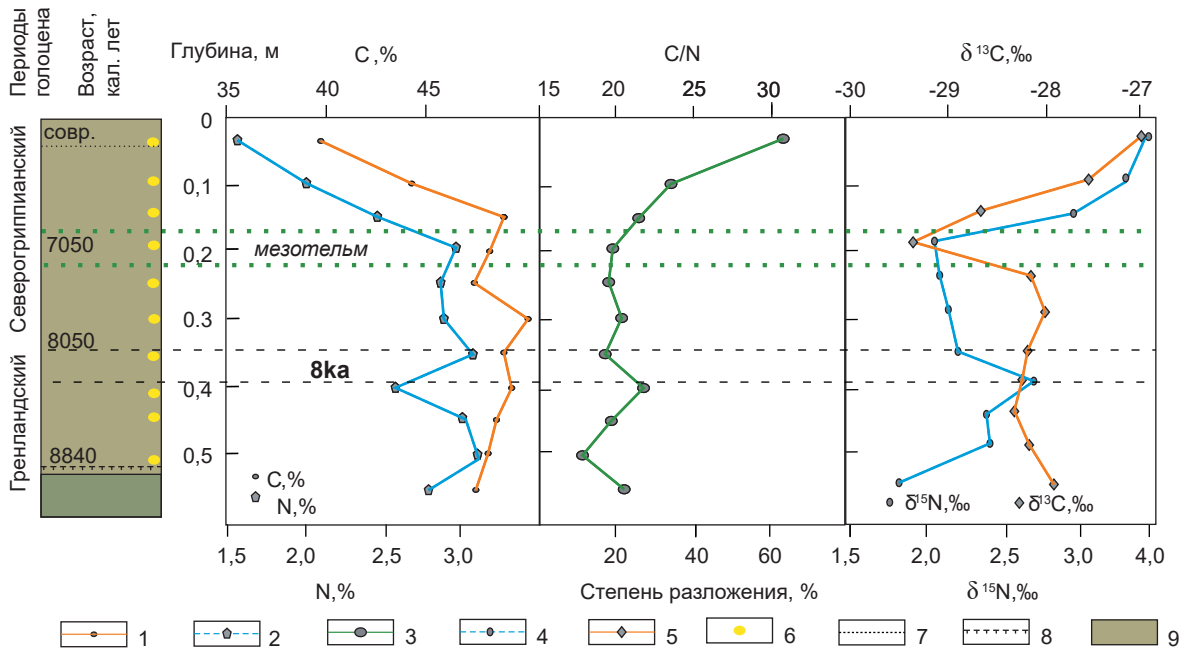 Периоды
голоцена
Возраст,
кал. лет
Глубина, м
C ,%
C/N
δ ¹³C,‰
35 40 45 15 20 25 30 -30 -29 -28 -27
Северогриппианский
Гренландский
совр.
7050
8050
8840
0
0,1
0,2
0.3
0,4
0,5
мезотельм
8ka
C,%
N,%
δ¹⁵N,‰ δ¹³C,‰
1,5 2,0 2,5 3,0 20 40 60 1,5 2,0 2,5 3,0 4,0
N,%
Степень разложения, %
δ ¹⁵N,‰
1 2 3 4 5 6 7 8 9